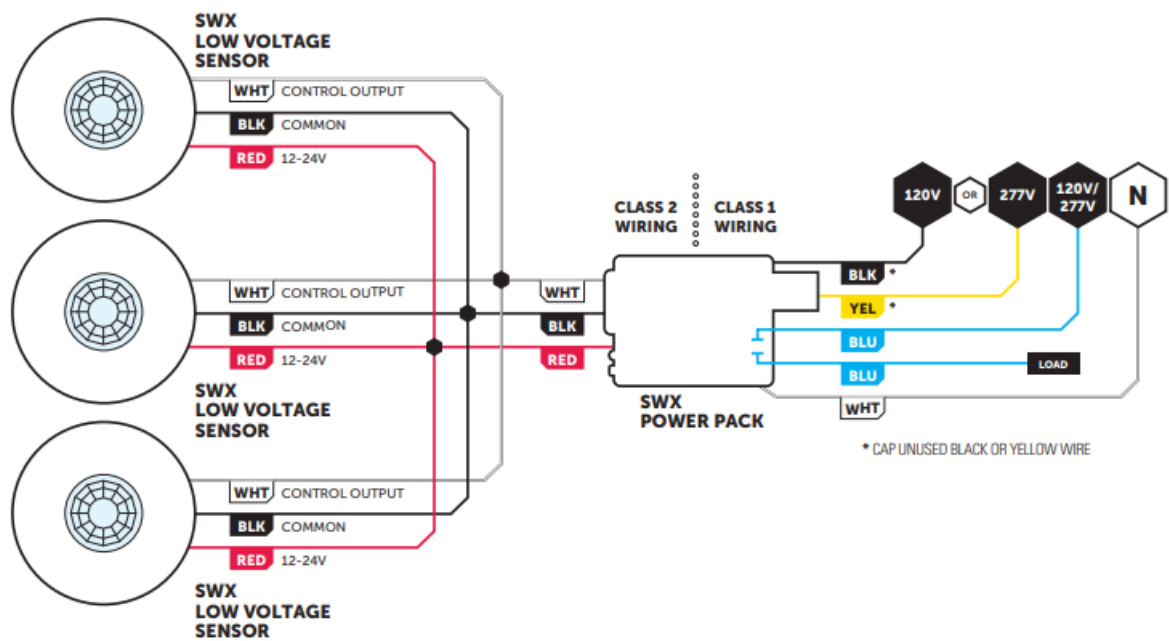 SWX
LOW VOLTAGE
SENSOR
WHT CONTROL OUTPUT
BLK COMMON
RED 12-24V
WHT CONTROL OUTPUT
BLK COMMON
RED 12-24V
SWX
LOW VOLTAGE
SENSOR
WHT CONTROL OUTPUT
BLK COMMON
RED 12-24V
SWX
LOW VOLTAGE
SENSOR
WHT
BLK
RED
CLASS 2
WIRING
CLASS 1
WIRING
SWX
POWER PACK
120V OR 277V 120V/
277V N
BLK *
YEL *
BLU
BLU
LOAD
WHT
* CAP UNUSED BLACK OR YELLOW WIRE